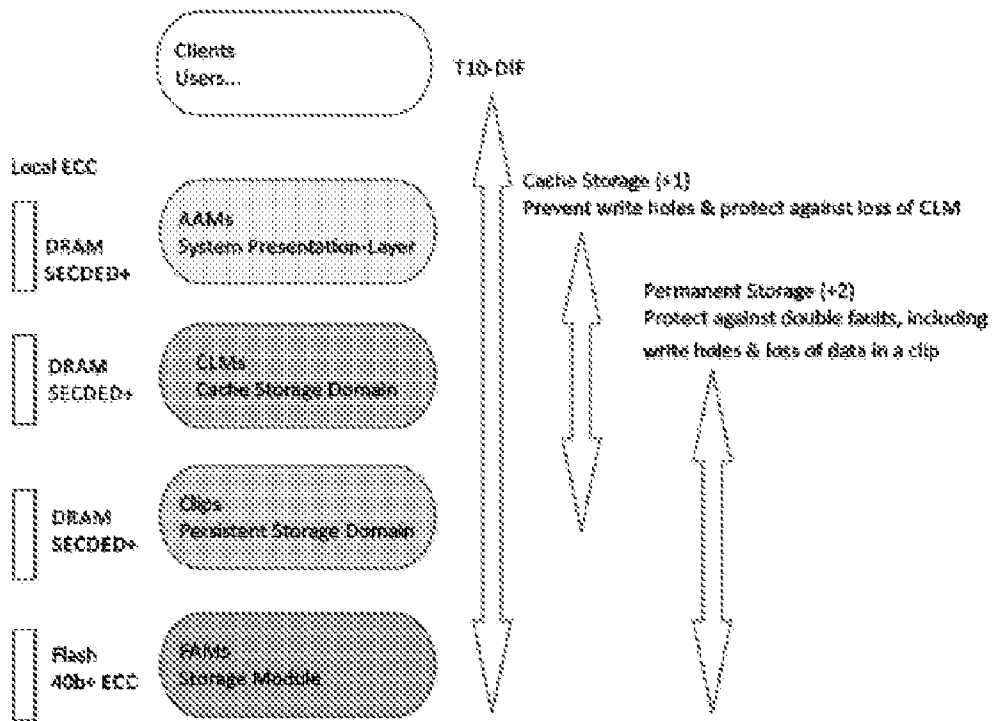 Clients
Users...
T10-DIF
Local ECC
Cache Storage (+1)
Prevent write holes & protect against loss of CLM
AAMs
System Presentation-Layer
DRAM
SECDED+
Permanent Storage (+2)
Protect against double faults, including
write holes & loss of data in a clip
DRAM
SECDED+
CLMs
Cache Storage Domain
Clips
Persistent Storage Domain
DRAM
SECDED+
Flash
40b+ ECC
FAMs
Storage Module